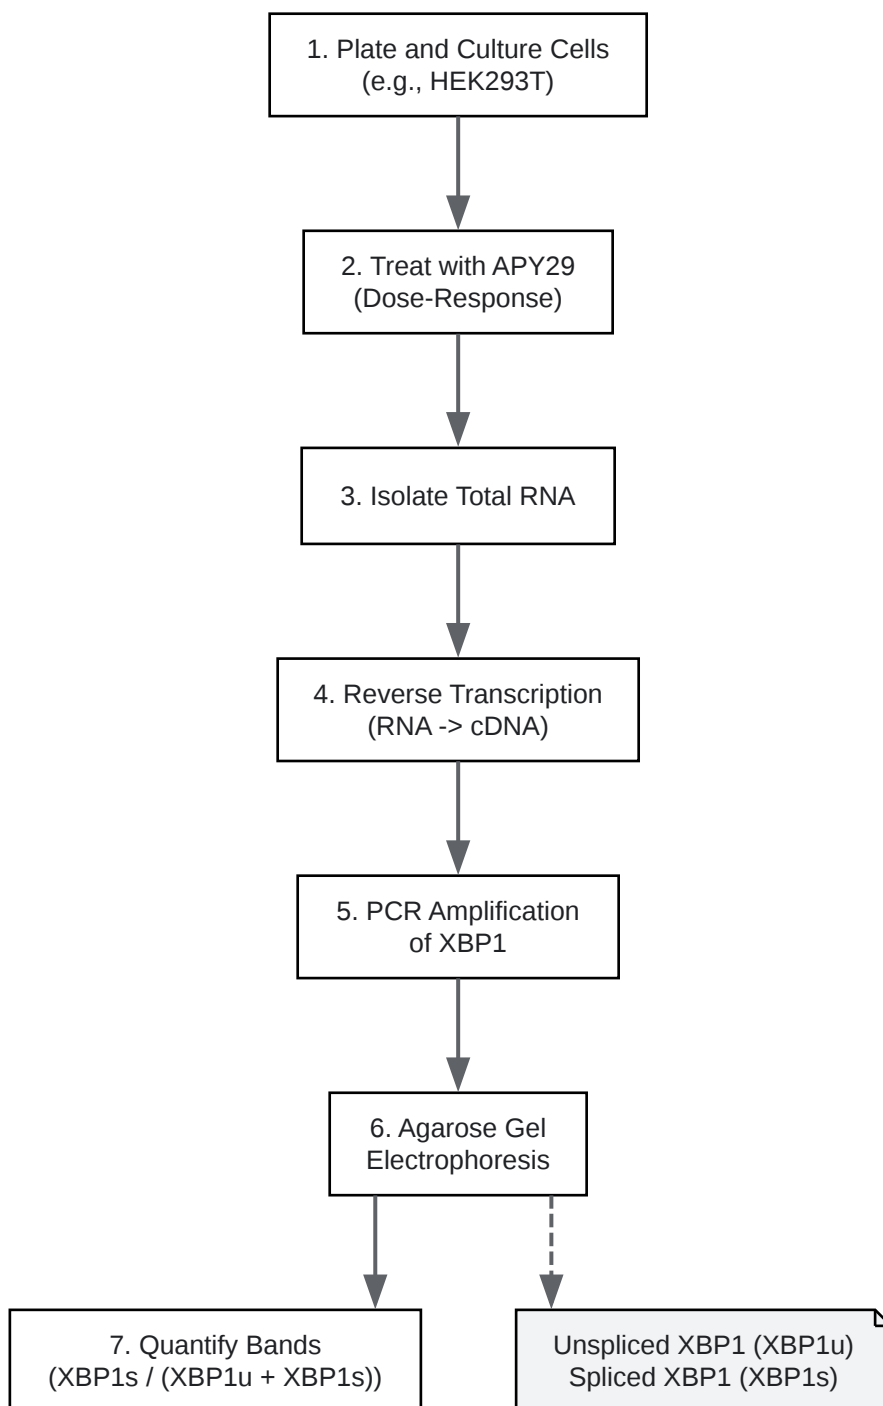 1. Plate and Culture Cells
(e.g., HEK293T)
2. Treat with APY29
(Dose-Response)
3. Isolate Total RNA
4. Reverse Transcription
(RNA -> cDNA)
5. PCR Amplification
of XBP1
6. Agarose Gel
Electrophoresis
7. Quantify Bands
(XBP1s / (XBP1u + XBP1s))
Unspliced XBP1 (XBP1u)
Spliced XBP1 (XBP1s)